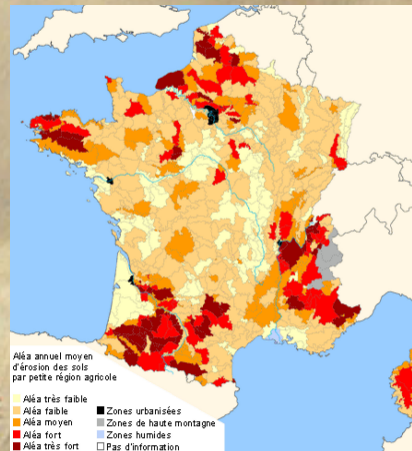 Aléa annuel moyen
d'érosion des sols
par petite région agricole
Aléa très faible
Aléa faible
Aléa moyen
Aléa fort
Aléa très fort
Zones urbanisées
Zones de haute montagne
Zones humides
Pas d'information